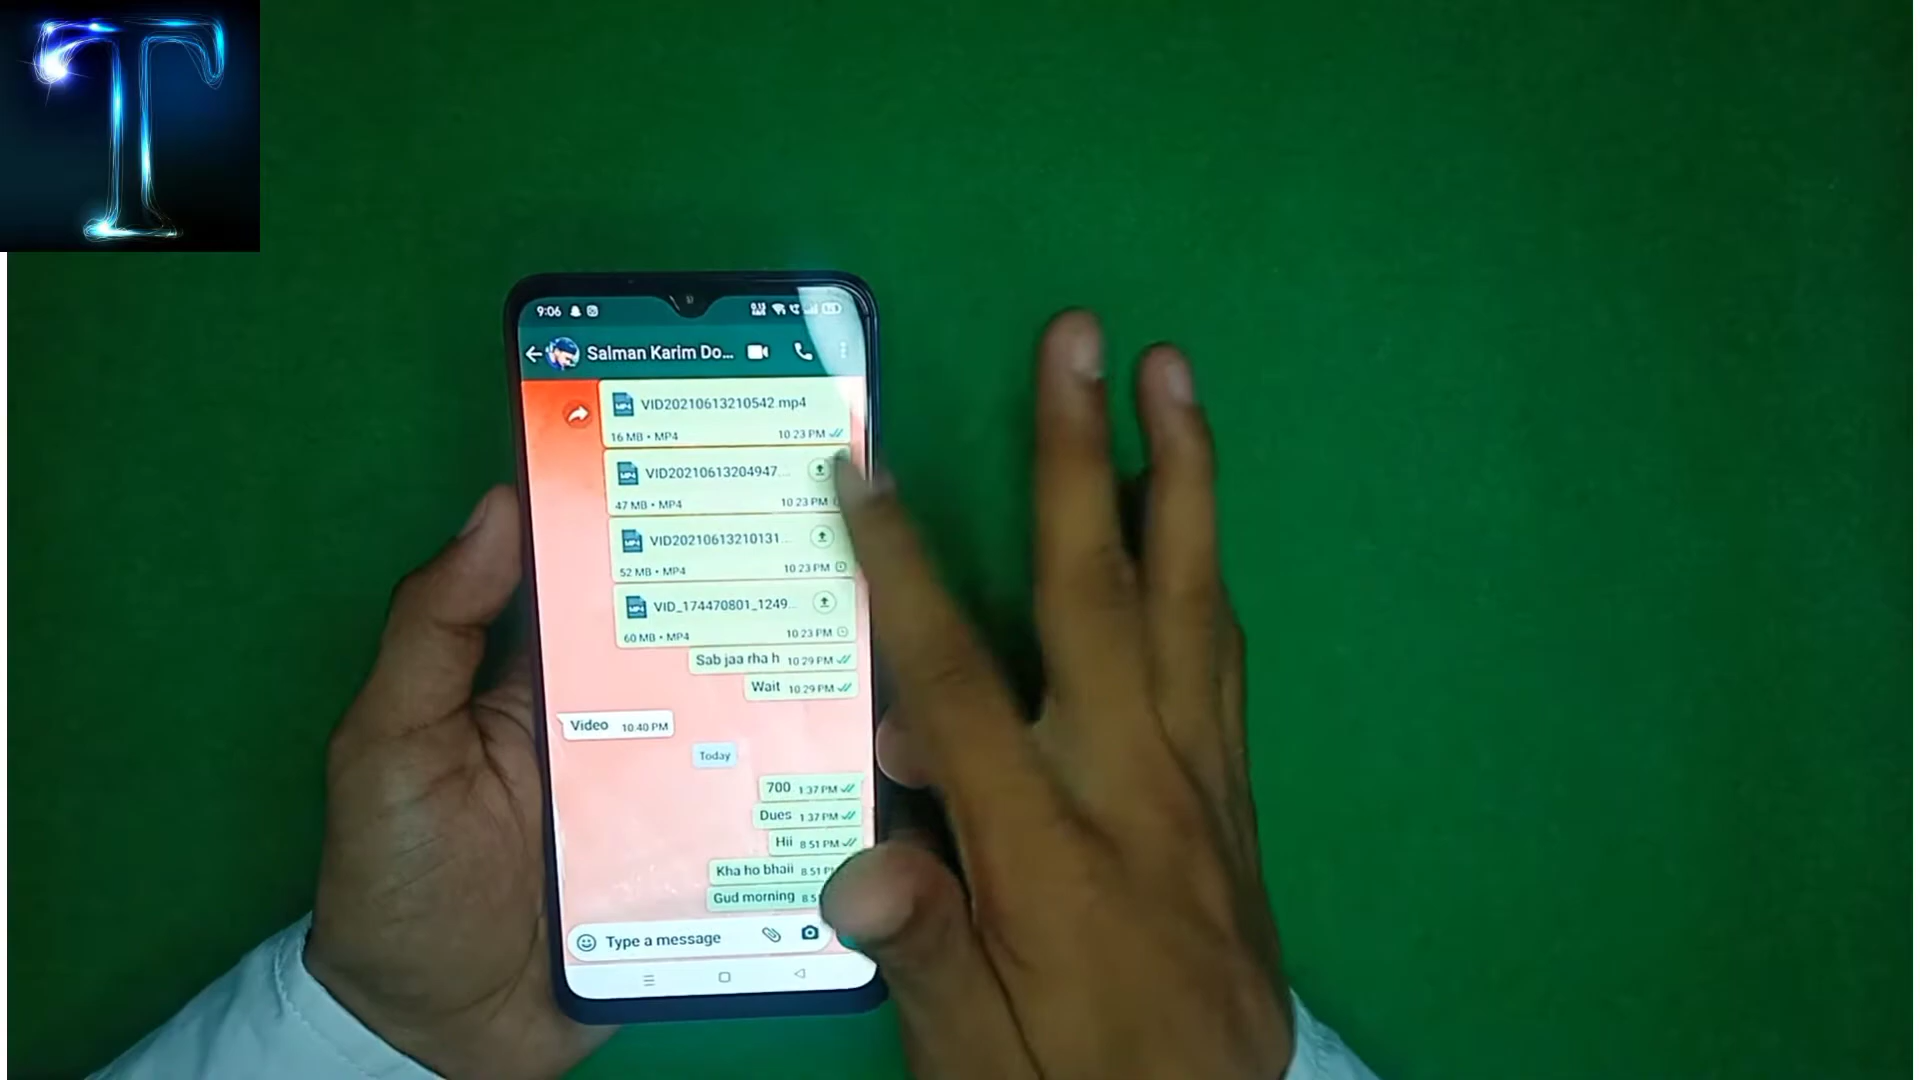 T
9:06
Salman Karim Do...
VID20210613210542.mp4
16 MB • MP4 10:23 PM
VID20210613204947...
47 MB • MP4 10:23 PM
VID20210613210131...
52 MB • MP4 10:23 PM
VID_174470801_1249...
60 MB • MP4 10:23 PM
Sab jaa rha h 10:29 PM
Wait 10:29 PM
Video 10:40 PM
Today
700 1:37 PM
Dues 1:37 PM
Hii 8:51 PM
Kha ho bhaii 8:51
Gud morning
Type a message